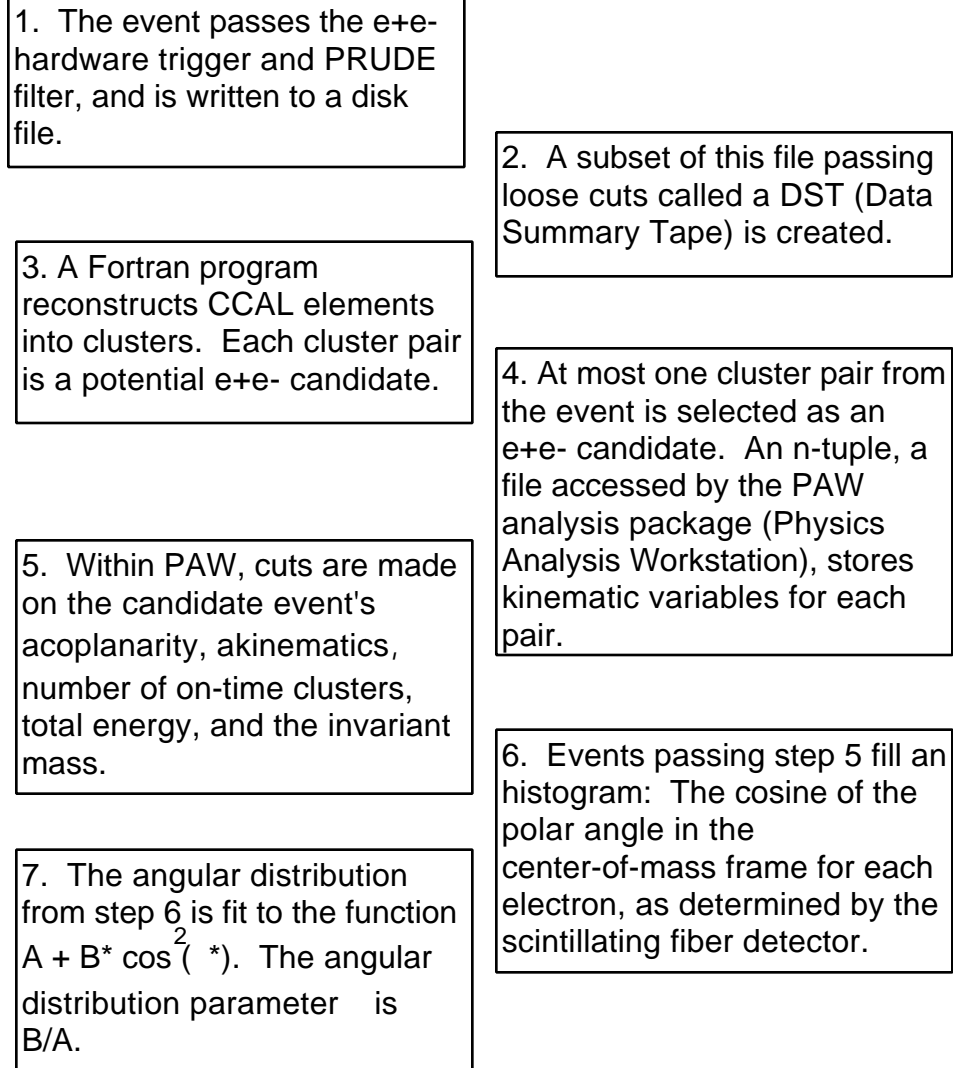 1.  The event passes the e+e-
hardware trigger and PRUDE
filter, and is written to a disk
file.
2.  A subset of this file passing
loose cuts called a DST (Data
Summary Tape) is created.
3. A Fortran program
reconstructs CCAL elements
into clusters.  Each cluster pair
is a potential e+e- candidate.
4. At most one cluster pair from
the event is selected as an
e+e- candidate.  An n-tuple, a
file accessed by the PAW
analysis package (Physics
Analysis Workstation), stores
kinematic variables for each
pair.
5.  Within PAW, cuts are made
on the candidate event's
acoplanarity, akinematics,
number of on-time clusters,
total energy, and the invariant
mass.
6.  Events passing step 5 fill an
histogram:  The cosine of the
polar angle in the
center-of-mass frame for each
electron, as determined by the
scintillating fiber detector.
7.  The angular distribution
from step 6 is fit to the function
A + B* cos²(  *).  The angular
distribution parameter    is
B/A.